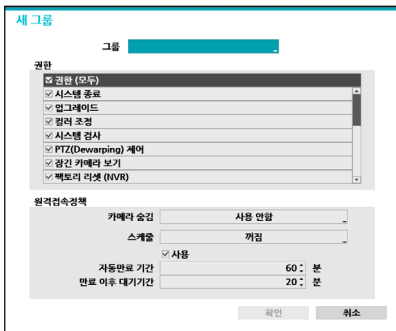 새 그룹
그룹
권한
권한 (모두)
시스템 종료
업그레이드
컬러 조정
시스템 검사
PTZ(Dewarping) 제어
잠긴 카메라 보기
팩토리 리셋 (NVR)
원격접속정책
카메라 숨김 사용 안함
스케줄 꺼짐
사용
자동만료 기간 60 분
만료 이후 대기기간 20 분
확인 취소